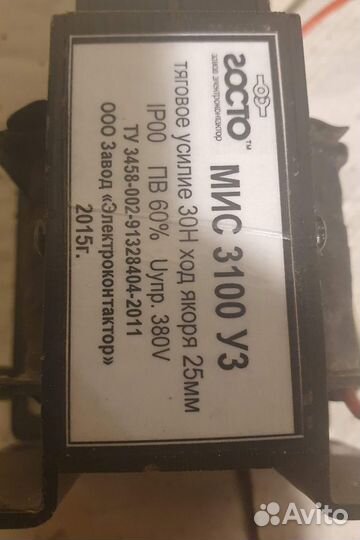 ГОСТО™
завод электроконтактор
МИС 3100 У3
тяговое усилие 30Н ход якоря 25мм
IP00 ПВ 60% Uупр. 380V
ТУ 3458-002-91328404-2011
ООО Завод «Электроконтактор»
2015г.
Avito